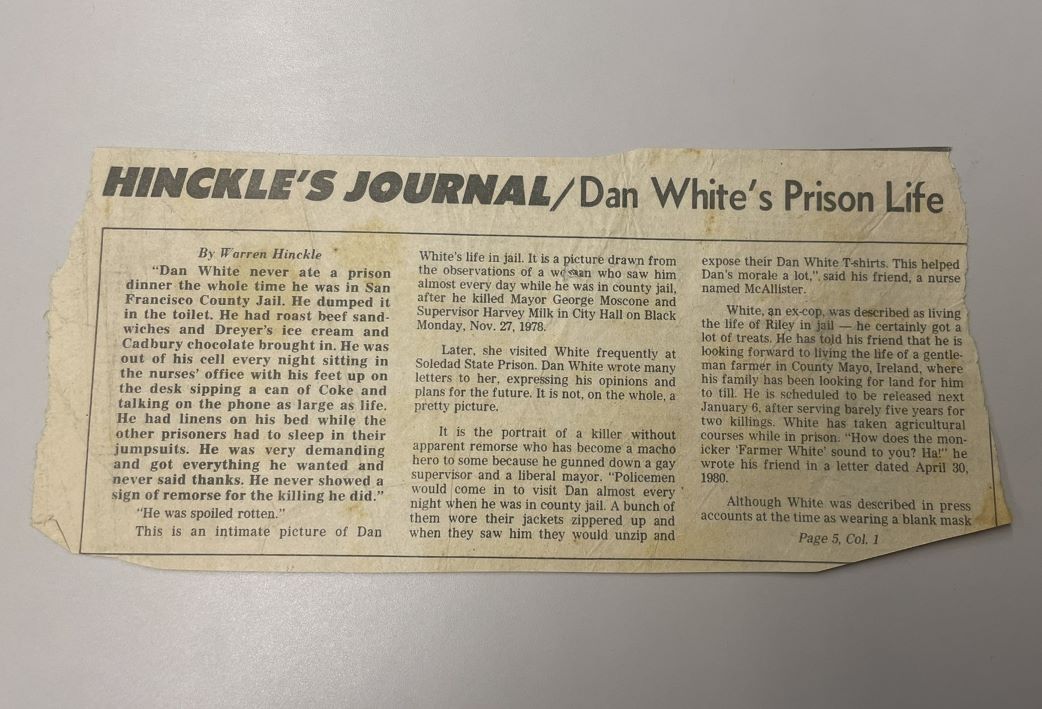 HINCKLE'S JOURNAL/Dan White's Prison Life
By Warren Hinckle
"Dan White never ate a prison
dinner the whole time he was in San
Francisco County Jail. He dumped it
in the toilet. He had roast beef sand-
wiches and Dreyer's ice cream and
Cadbury chocolate brought in. He was
out of his cell every night sitting in
the nurses' office with his feet up on
the desk sipping a can of Coke and
talking on the phone as large as life.
He had linens on his bed while the
other prisoners had to sleep in their
jumpsuits. He was very demanding
and got everything he wanted and
never said thanks. He never showed a
sign of remorse for the killing he did."
"He was spoiled rotten."
This is an intimate picture of Dan
White's life in jail. It is a picture drawn from
the observations of a woman who saw him
almost every day while he was in county jail,
after he killed Mayor George Moscone and
Supervisor Harvey Milk in City Hall on Black
Monday, Nov. 27, 1978.
Later, she visited White frequently at
Soledad State Prison. Dan White wrote many
letters to her, expressing his opinions and
plans for the future. It is not, on the whole, a
pretty picture.
It is the portrait of a killer without
apparent remorse who has become a macho
hero to some because he gunned down a gay
supervisor and a liberal mayor. "Policemen
would come in to visit Dan almost every
night when he was in county jail. A bunch of
them wore their jackets zippered up and
when they saw him they would unzip and
expose their Dan White T-shirts. This helped
Dan's morale a lot," said his friend, a nurse
named McAllister.
White, an ex-cop, was described as living
the life of Riley in jail — he certainly got a
lot of treats. He has told his friend that he is
looking forward to living the life of a gentle-
man farmer in County Mayo, Ireland, where
his family has been looking for land for him
to till. He is scheduled to be released next
January 6, after serving barely five years for
two killings. White has taken agricultural
courses while in prison. "How does the mon-
icker 'Farmer White' sound to you? Ha!" he
wrote his friend in a letter dated April 30,
1980.
Although White was described in press
accounts at the time as wearing a blank mask
Page 5, Col. 1